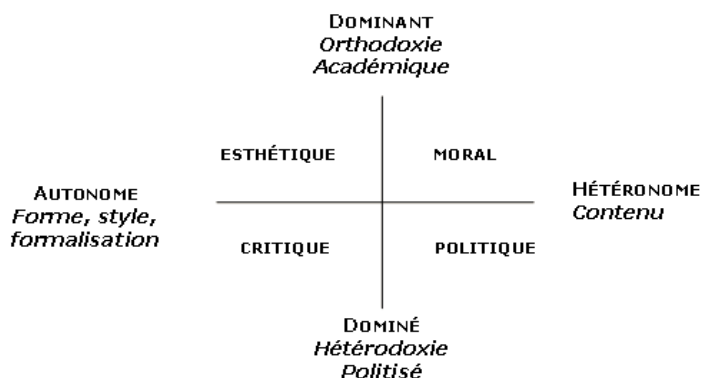 DOMINANT
Orthodoxie
Académique
ESTHÉTIQUE
MORAL
AUTONOME
Forme, style,
formalisation
HÉTÉRONOME
Contenu
CRITIQUE
POLITIQUE
DOMINÉ
Hétérodoxie
Politisé